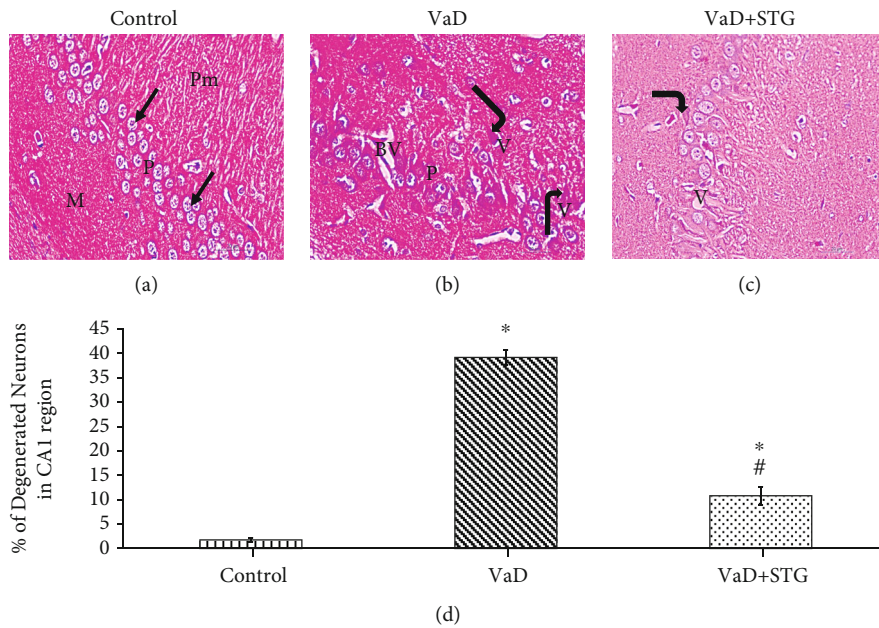 Control
VaD
VaD+STG
Pm
P
M
BV
P
V
V
V
(a)
(b)
(c)
% of Degenerated Neurons
in CA1 region
45
40
35
30
25
20
15
10
5
0
*
*
#
Control
VaD
VaD+STG
(d)